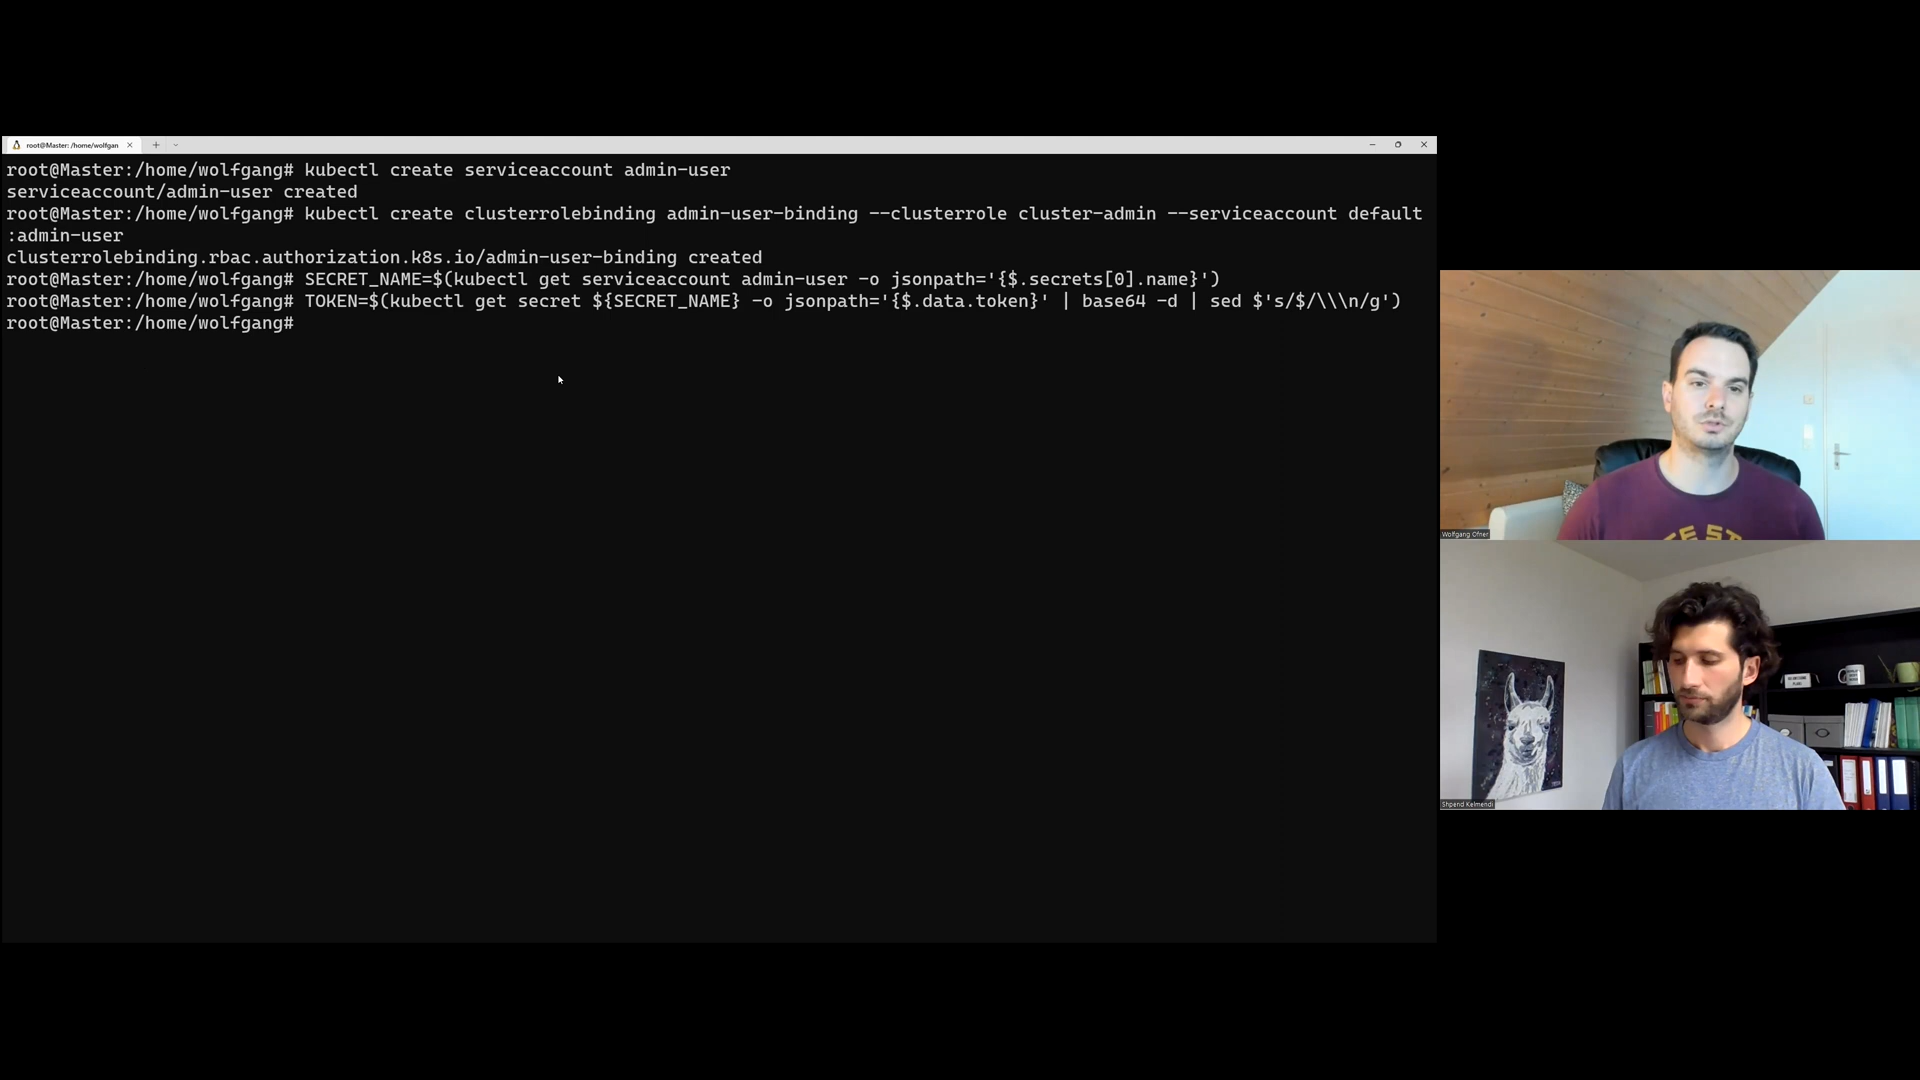 root@Master: /home/wolfgan
root@Master:/home/wolfgang# kubectl create serviceaccount admin-user
serviceaccount/admin-user created
root@Master:/home/wolfgang# kubectl create clusterrolebinding admin-user-binding --clusterrole cluster-admin --serviceaccount default
:admin-user
clusterrolebinding.rbac.authorization.k8s.io/admin-user-binding created
root@Master:/home/wolfgang# SECRET_NAME=$(kubectl get serviceaccount admin-user -o jsonpath='{$.secrets[0].name}')
root@Master:/home/wolfgang# TOKEN=$(kubectl get secret ${SECRET_NAME} -o jsonpath='{$.data.token}' | base64 -d | sed $'s/$/\\\n/g')
root@Master:/home/wolfgang#
Wolfgang Ofner
Shpend Kelmendi